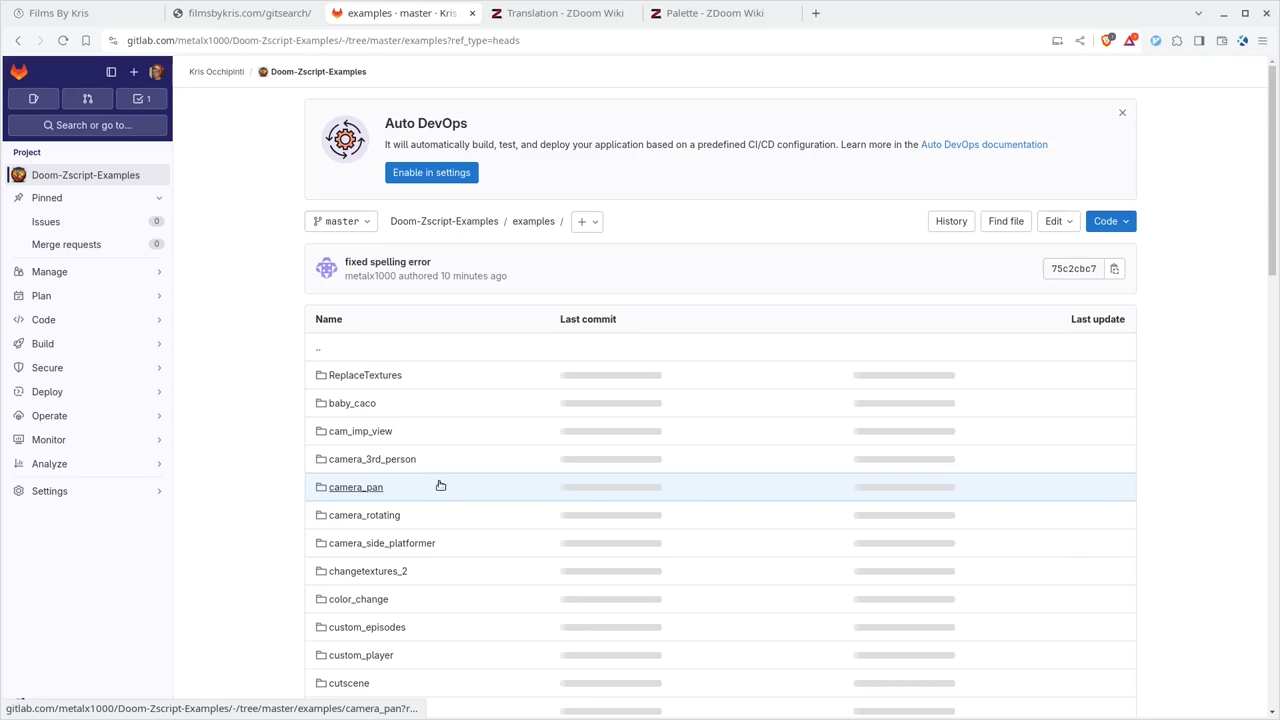 Films By Kris
filmsbykris.com/gitsearch/
examples · master · Kris
Translation - ZDoom Wiki
Palette - ZDoom Wiki
gitlab.com/metalx1000/Doom-Zscript-Examples/-/tree/master/examples?ref_type=heads
1
Search or go to...
Project
Doom-Zscript-Examples
Pinned
Issues 0
Merge requests 0
Manage
Plan
Code
Build
Secure
Deploy
Operate
Monitor
Analyze
Settings
Kris Occhipinti / Doom-Zscript-Examples
Auto DevOps
It will automatically build, test, and deploy your application based on a predefined CI/CD configuration. Learn more in the Auto DevOps documentation
Enable in settings
master
Doom-Zscript-Examples / examples /
History
Find file
Edit
Code
fixed spelling error
metalx1000 authored 10 minutes ago
75c2cbc7
Name Last commit Last update
..
ReplaceTextures
baby_caco
cam_imp_view
camera_3rd_person
camera_pan
camera_rotating
camera_side_platformer
changetextures_2
color_change
custom_episodes
custom_player
cutscene
gitlab.com/metalx1000/Doom-Zscript-Examples/-/tree/master/examples/camera_pan?r...